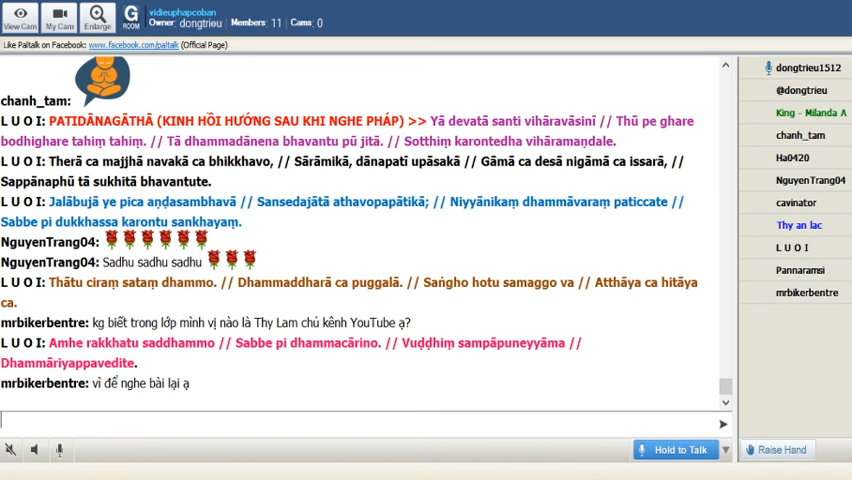 vidieuphapcoban
Owner: dongtrieu Members: 11 Cams: 0
View Cam
My Cam
Enlarge
G
ROOM
Like Paltalk on Facebook: www.facebook.com/paltalk (Official Page)
chanh_tam:
L U O I: PATIDĀNAGĀTHĀ (KINH HỒI HƯỚNG SAU KHI NGHE PHÁP) >> Yā devatā santi vihāravāsinī // Thū pe ghare
bodhighare tahiṃ tahiṃ. // Tā dhammadānena bhavantu pū jitā. // Sotthiṃ karontedha vihāramaṇdale.
L U O I: Therā ca majjhā navakā ca bhikkhavo, // Sārāmikā, dānapatī upāsakā // Gāmā ca desā nigāmā ca issarā, //
Sappānaphū tā sukhitā bhavantute.
L U O I: Jalābujā ye pica aṇḍasambhavā // Sansedajātā athavopapātikā; // Niyyānikaṃ dhammāvaraṃ paticcate //
Sabbe pi dukkhassa karontu sankhayaṃ.
NguyenTrang04:
NguyenTrang04: Sadhu sadhu sadhu
L U O I: Thātu ciraṃ sataṃ dhammo. // Dhammaddharā ca puggalā. // Saṅgho hotu samaggo va // Atthāya ca hitāya
ca.
mrbikerbentre: kg biết trong lớp mình vị nào là Thy Lam chủ kênh YouTube ạ?
L U O I: Amhe rakkhatu saddhammo // Sabbe pi dhammacārino. // Vuḍḍhiṃ sampāpuneyyāma //
Dhammāriyappavedite.
mrbikerbentre: vì để nghe bài lại ạ
Hold to Talk
Raise Hand
dongtrieu1512
@dongtrieu
King - Milanda A
chanh_tam
Ha0420
NguyenTrang04
cavinator
Thy an lac
L U O I
Pannaramsi
mrbikerbentre